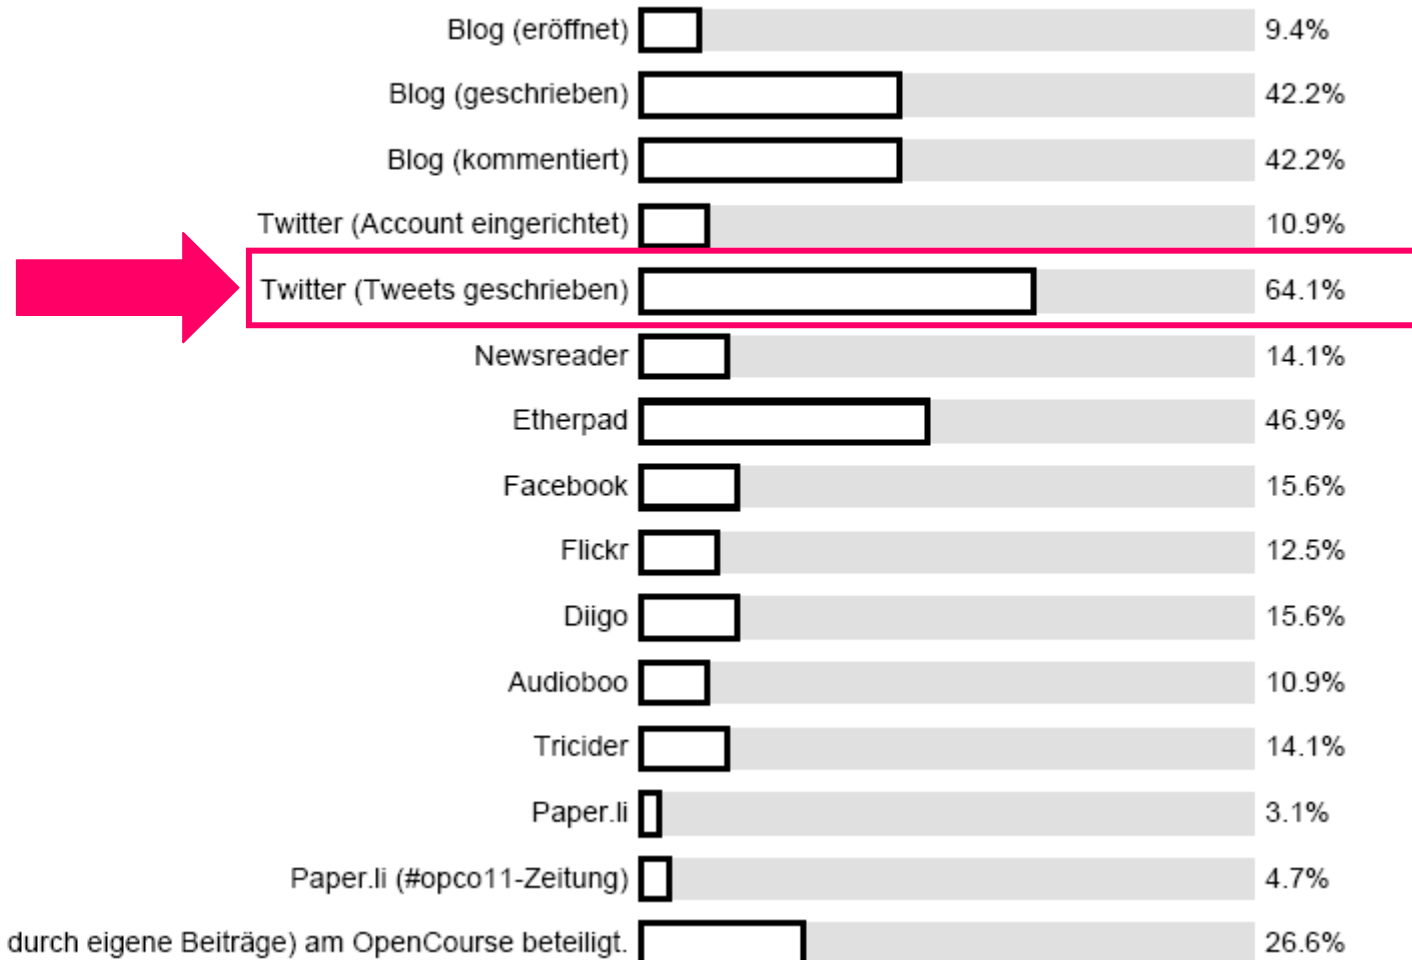 Blog (eröffnet) 9.4%
Blog (geschrieben) 42.2%
Blog (kommentiert) 42.2%
Twitter (Account eingerichtet) 10.9%
Twitter (Tweets geschrieben) 64.1%
Newsreader 14.1%
Etherpad 46.9%
Facebook 15.6%
Flickr 12.5%
Diigo 15.6%
Audioboo 10.9%
Tricider 14.1%
Paper.li 3.1%
Paper.li (#opco11-Zeitung) 4.7%
durch eigene Beiträge) am OpenCourse beteiligt. 26.6%